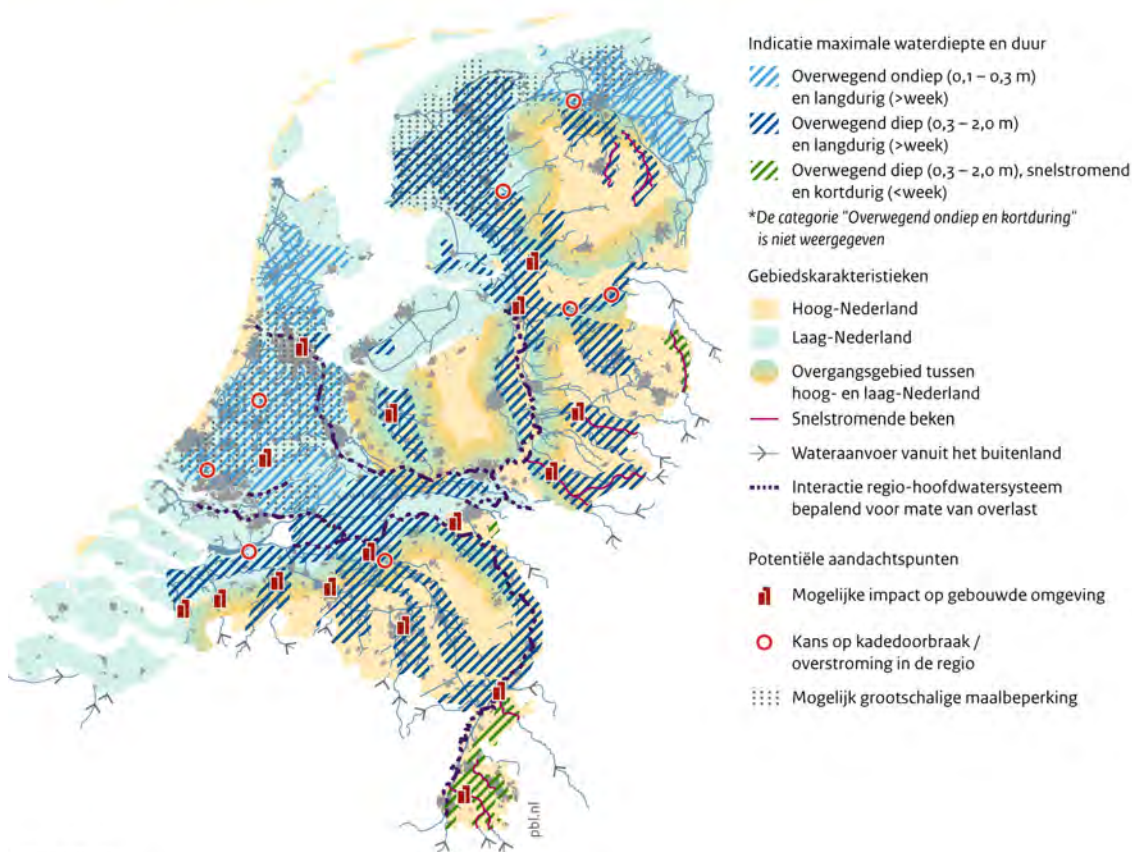 Indicatie maximale waterdiepte en duur
Overwegend ondiep (0,1 – 0,3 m)
en langdurig (>week)
Overwegend diep (0,3 – 2,0 m)
en langdurig (>week)
Overwegend diep (0,3 – 2,0 m), snelstromend
en kortdurig (<week)
*De categorie "Overwegend ondiep en kortduring"
is niet weergegeven
Gebiedskarakteristieken
Hoog-Nederland
Laag-Nederland
Overgangsgebied tussen
hoog- en laag-Nederland
Snelstromende beken
Wateraanvoer vanuit het buitenland
Interactie regio-hoofdwatersysteem
bepalend voor mate van overlast
Potentiële aandachtspunten
Mogelijke impact op gebouwde omgeving
Kans op kadedoorbraak /
overstroming in de regio
Mogelijk grootschalige maalbeperking
pbl.nl